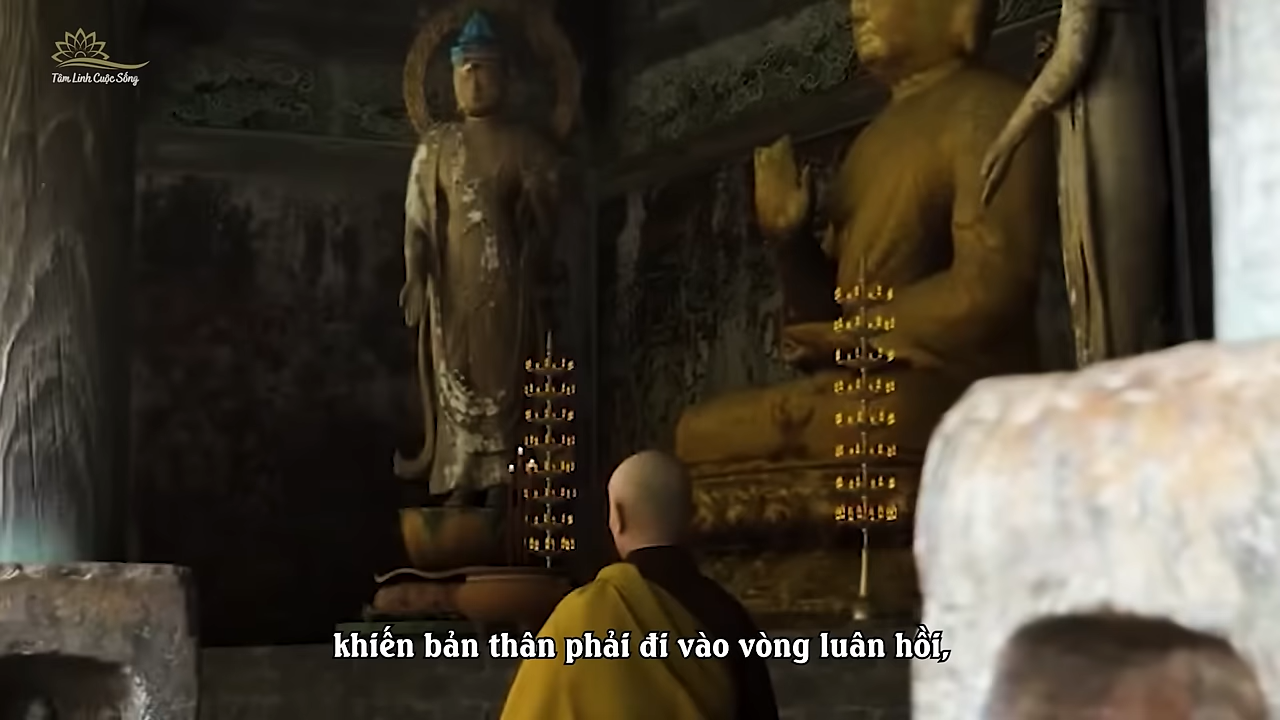 Tâm Linh Cuộc Sống
khiến bản thân phải đi vào vòng luân hồi,